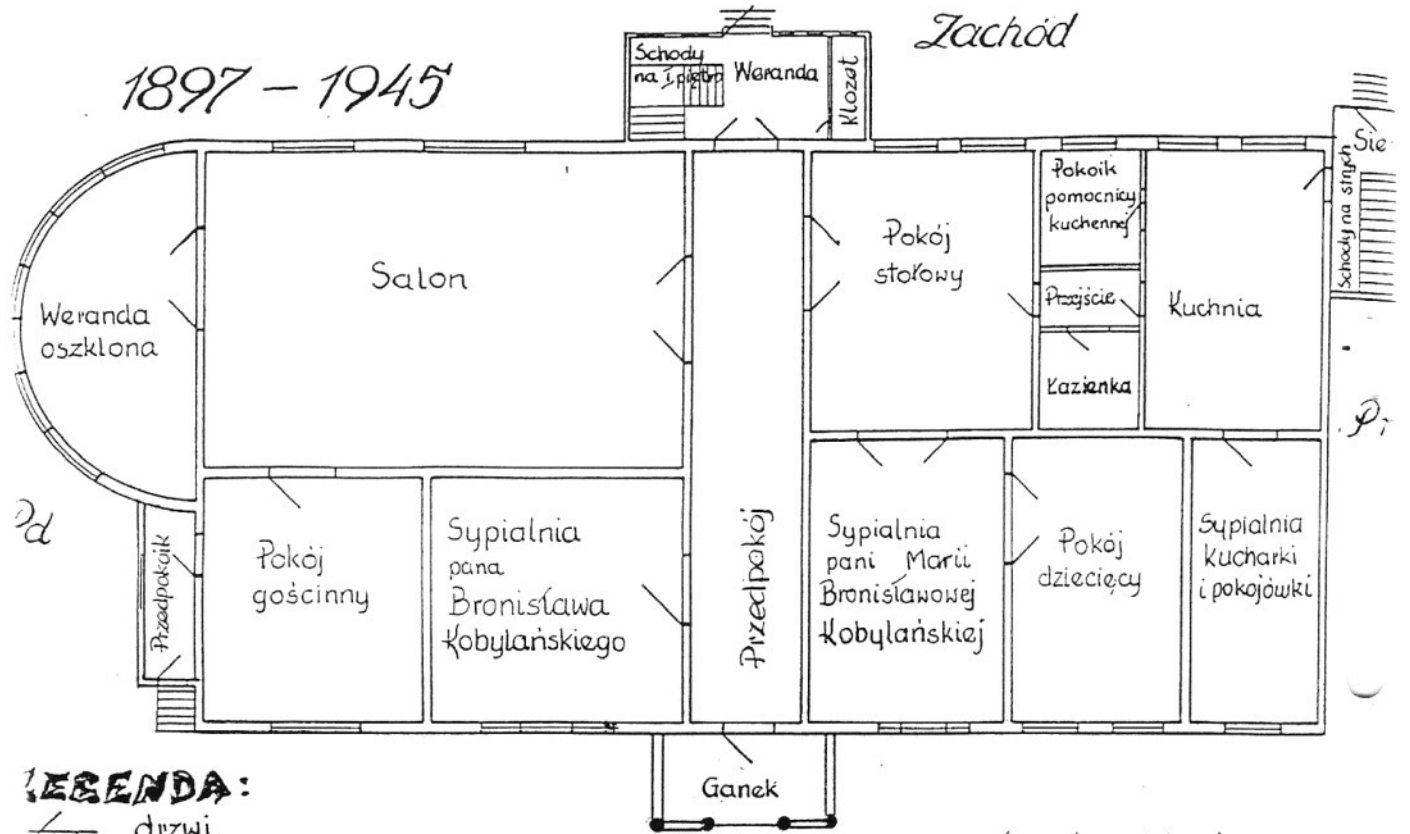 Zachód
1897 – 1945
Schody
na I piętro
Weranda
Klozet
Sie
Schody na strych
Pokoik
pomocnicy
kuchennej
Pokój
stołowy
Salon
Weranda
oszklona
Przejście
Kuchnia
Łazienka
Przedpokoik
Pokój
gościnny
Sypialnia
pana
Bronisława
Kobylańskiego
Przedpokój
Sypialnia
pani Marii
Bronisławowej
Kobylańskiej
Pokój
dziecięcy
Sypialnia
kucharki
i pokojówki
Ganek
LEGENDA:
drzwi